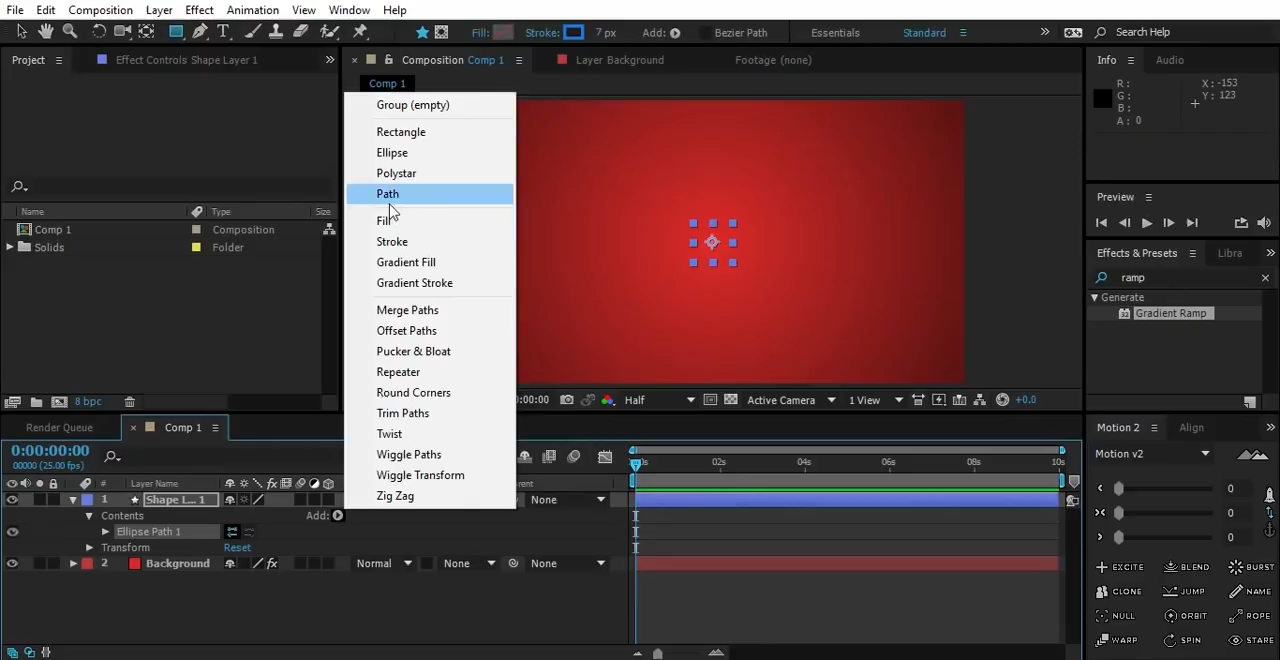 File Edit Composition Layer Effect Animation View Window Help
Fill: Stroke: 7 px Add: Bezier Path Essentials Standard Search Help
Project Effect Controls Shape Layer 1 Composition Comp 1 Layer Background Footage (none) Info Audio
Comp 1
R: X: -153
G: Y: 123
B:
A: 0
Group (empty)
Rectangle
Ellipse
Polystar
Path
Fill
Stroke
Gradient Fill
Gradient Stroke
Merge Paths
Offset Paths
Pucker & Bloat
Repeater
Round Corners
Trim Paths
Twist
Wiggle Paths
Wiggle Transform
Zig Zag
Name Type Size
Comp 1 Composition
Solids Folder
8 bpc
Preview
Effects & Presets Libra
ramp
Generate
32 Gradient Ramp
0:00:00 Half Active Camera 1 View +0.0
Render Queue Comp 1
0:00:00:00
00000 (25.00 fps)
# Layer Name
1 Shape L... 1 None
Contents Add:
Ellipse Path 1
Transform Reset
2 Background Normal None None
02s 04s 06s 08s 10s
Motion 2 Align
Motion v2
0
0
0
EXCITE BLEND BURST
CLONE JUMP NAME
NULL ORBIT ROPE
WARP SPIN STARE